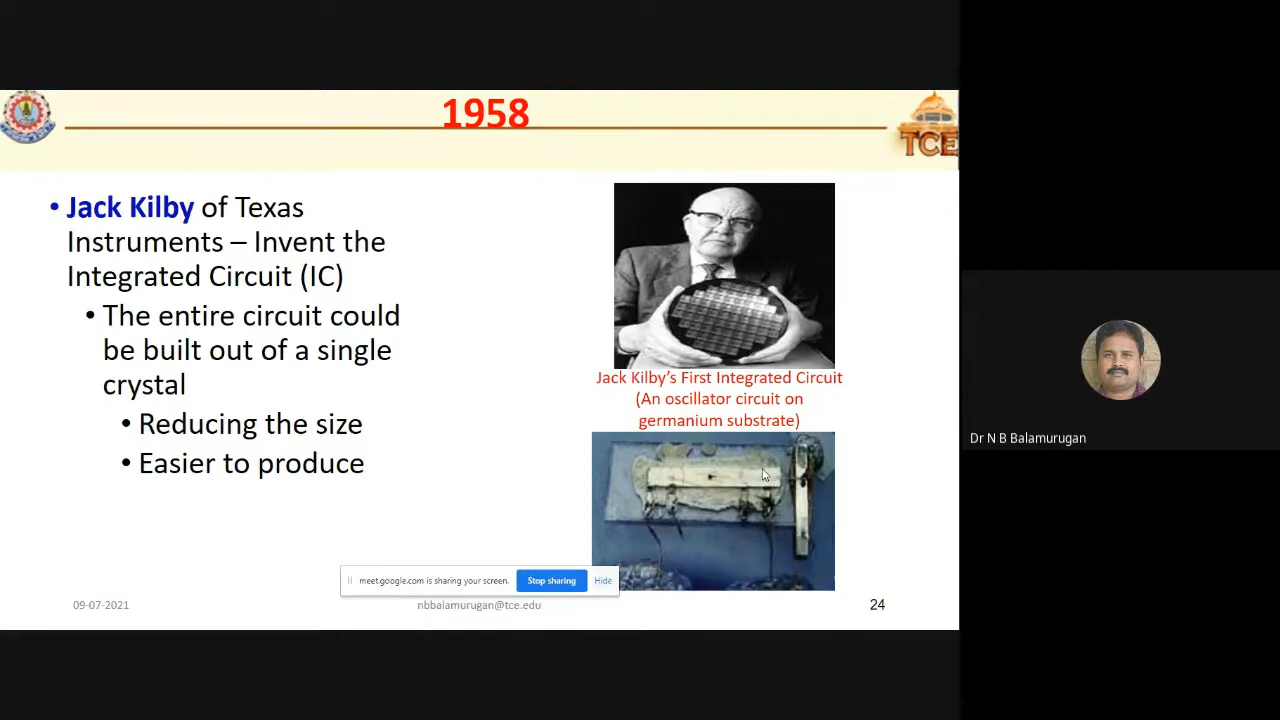 1958
TCE
• Jack Kilby of Texas
Instruments – Invent the
Integrated Circuit (IC)
• The entire circuit could
be built out of a single
crystal
• Reducing the size
• Easier to produce
Jack Kilby’s First Integrated Circuit
(An oscillator circuit on
germanium substrate)
meet.google.com is sharing your screen.
Stop sharing
Hide
09-07-2021
nbbalamurugan@tce.edu
24
Dr N B Balamurugan